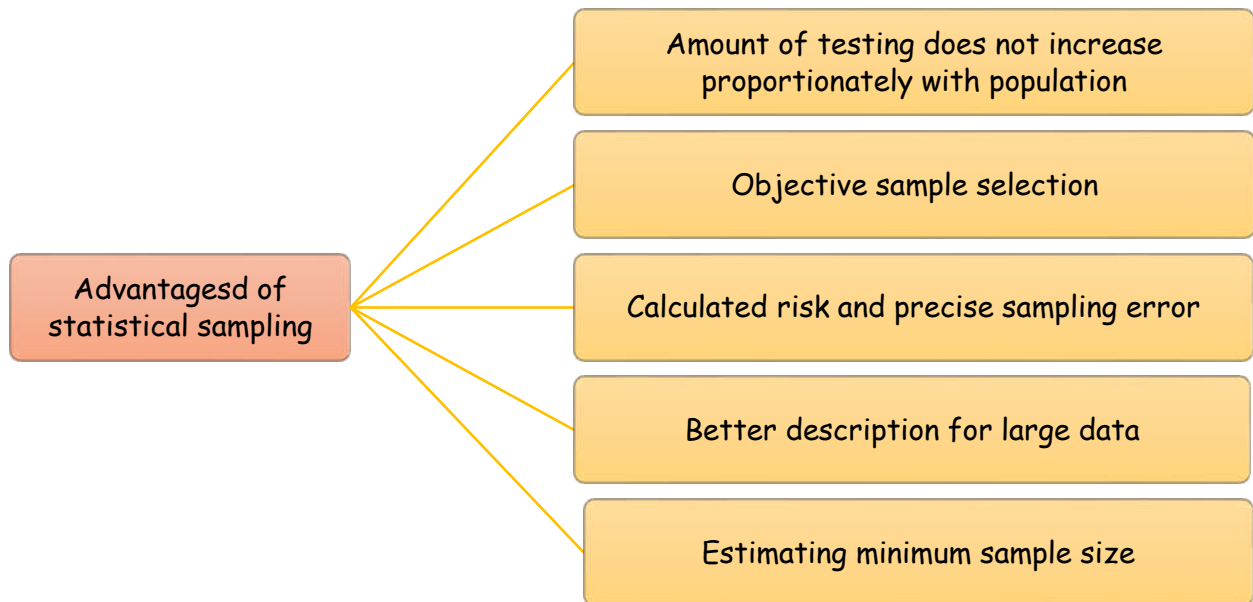 Advantagesd of
statistical sampling
Amount of testing does not increase
proportionately with population
Objective sample selection
Calculated risk and precise sampling error
Better description for large data
Estimating minimum sample size